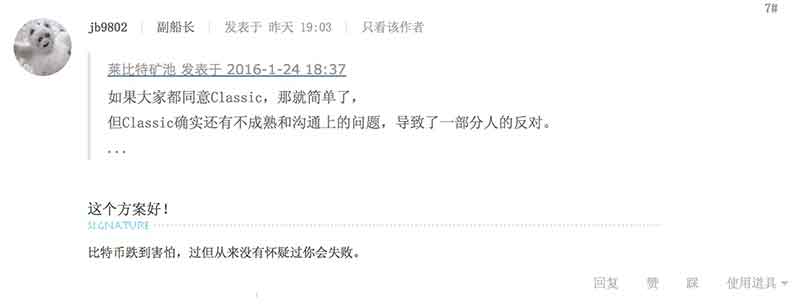 7#
jb9802 | 副船长 | 发表于 昨天 19:03 | 只看该作者
莱比特矿池 发表于 2016-1-24 18:37
如果大家都同意Classic，那就简单了，
但Classic确实还有不成熟和沟通上的问题，导致了一部分人的反对。
...
这个方案好！
SIGNATURE
比特币跌到害怕，过但从来没有怀疑过你会失败。
回复 赞 踩 使用道具